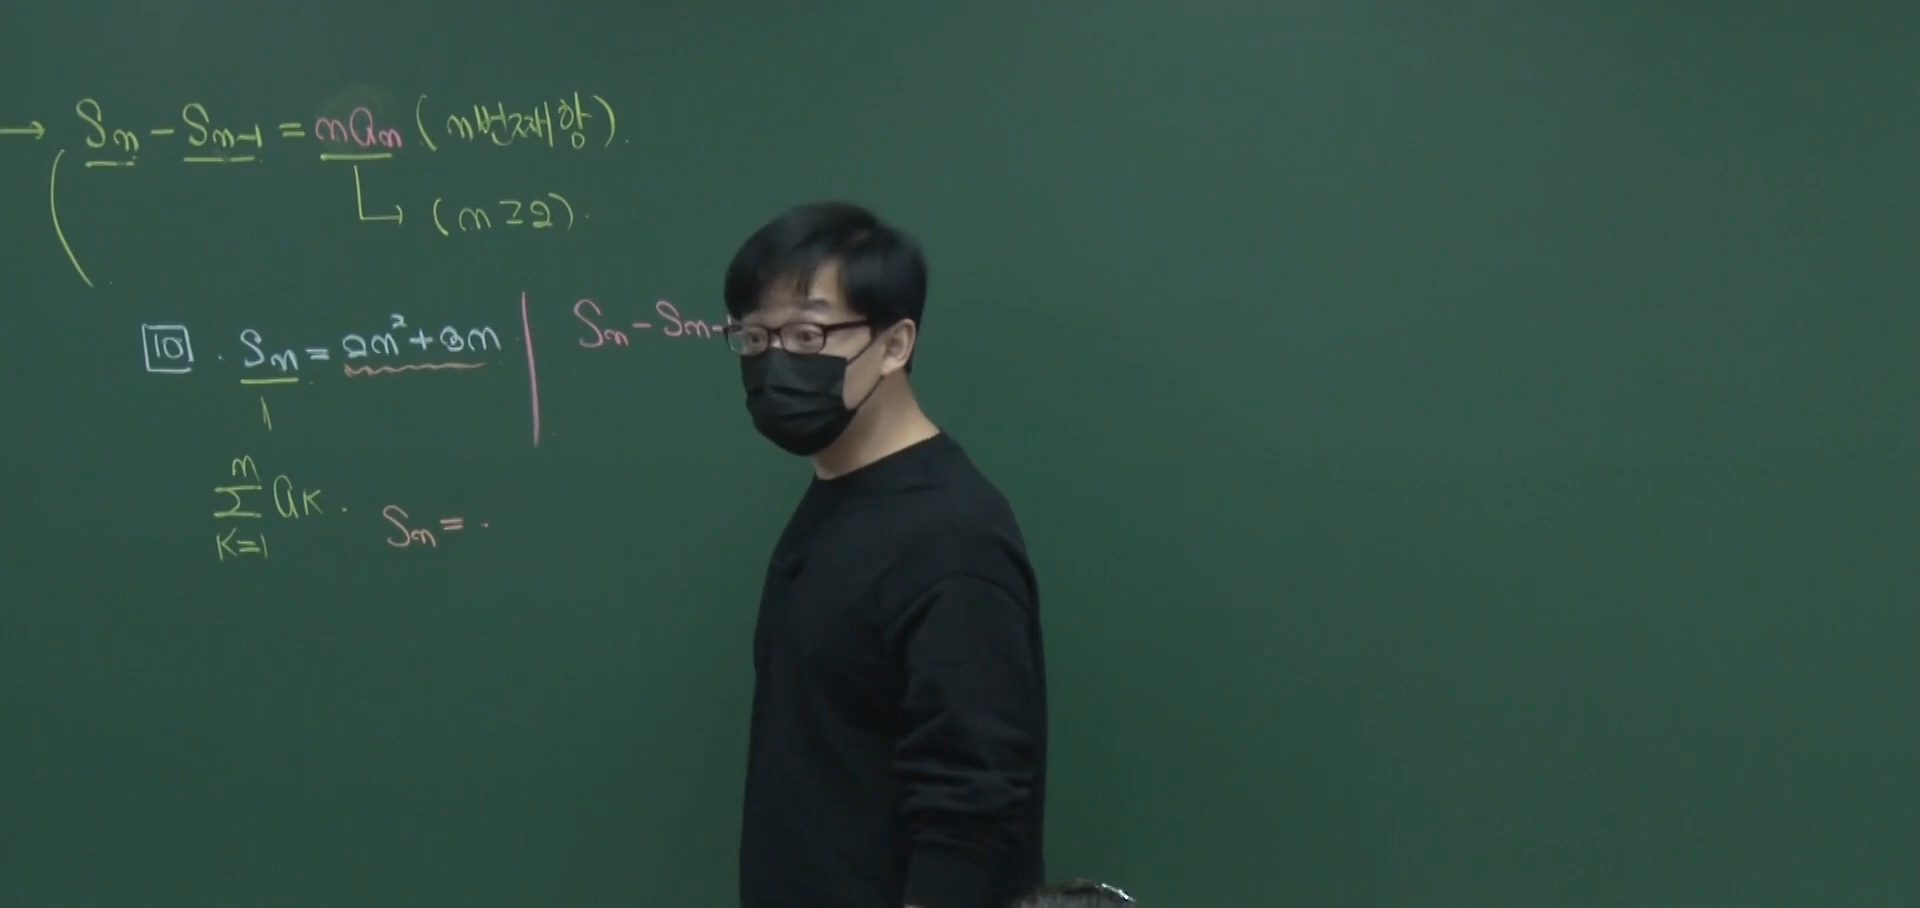 → Sn - Sn-1 = nan (n번째 항).
(n ≥ 2).
10. Sn = 2n² + 3n
Sn - Sn-1
n
Σ ak.
k=1
Sn = .